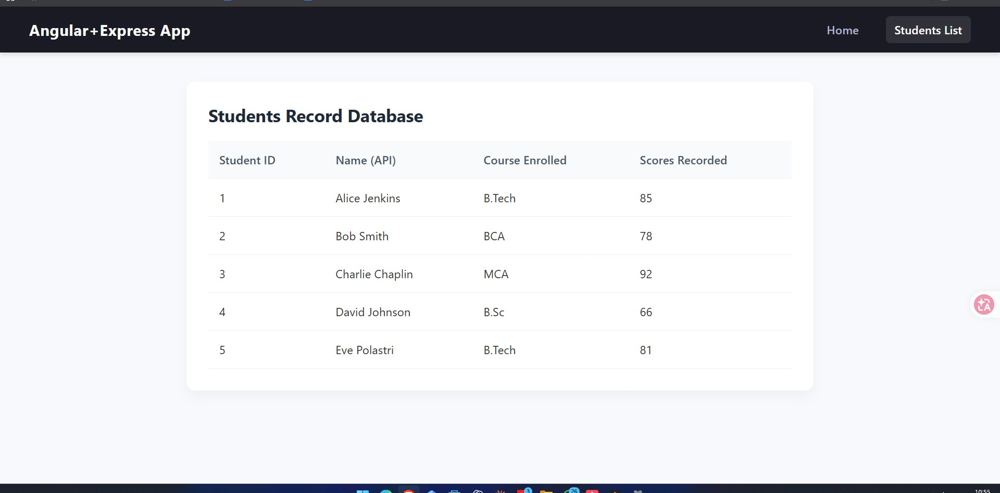 Angular+Express App
Home
Students List
Students Record Database
Student ID Name (API) Course Enrolled Scores Recorded
1 Alice Jenkins B.Tech 85
2 Bob Smith BCA 78
3 Charlie Chaplin MCA 92
4 David Johnson B.Sc 66
5 Eve Polastri B.Tech 81
A
3
26
10:55